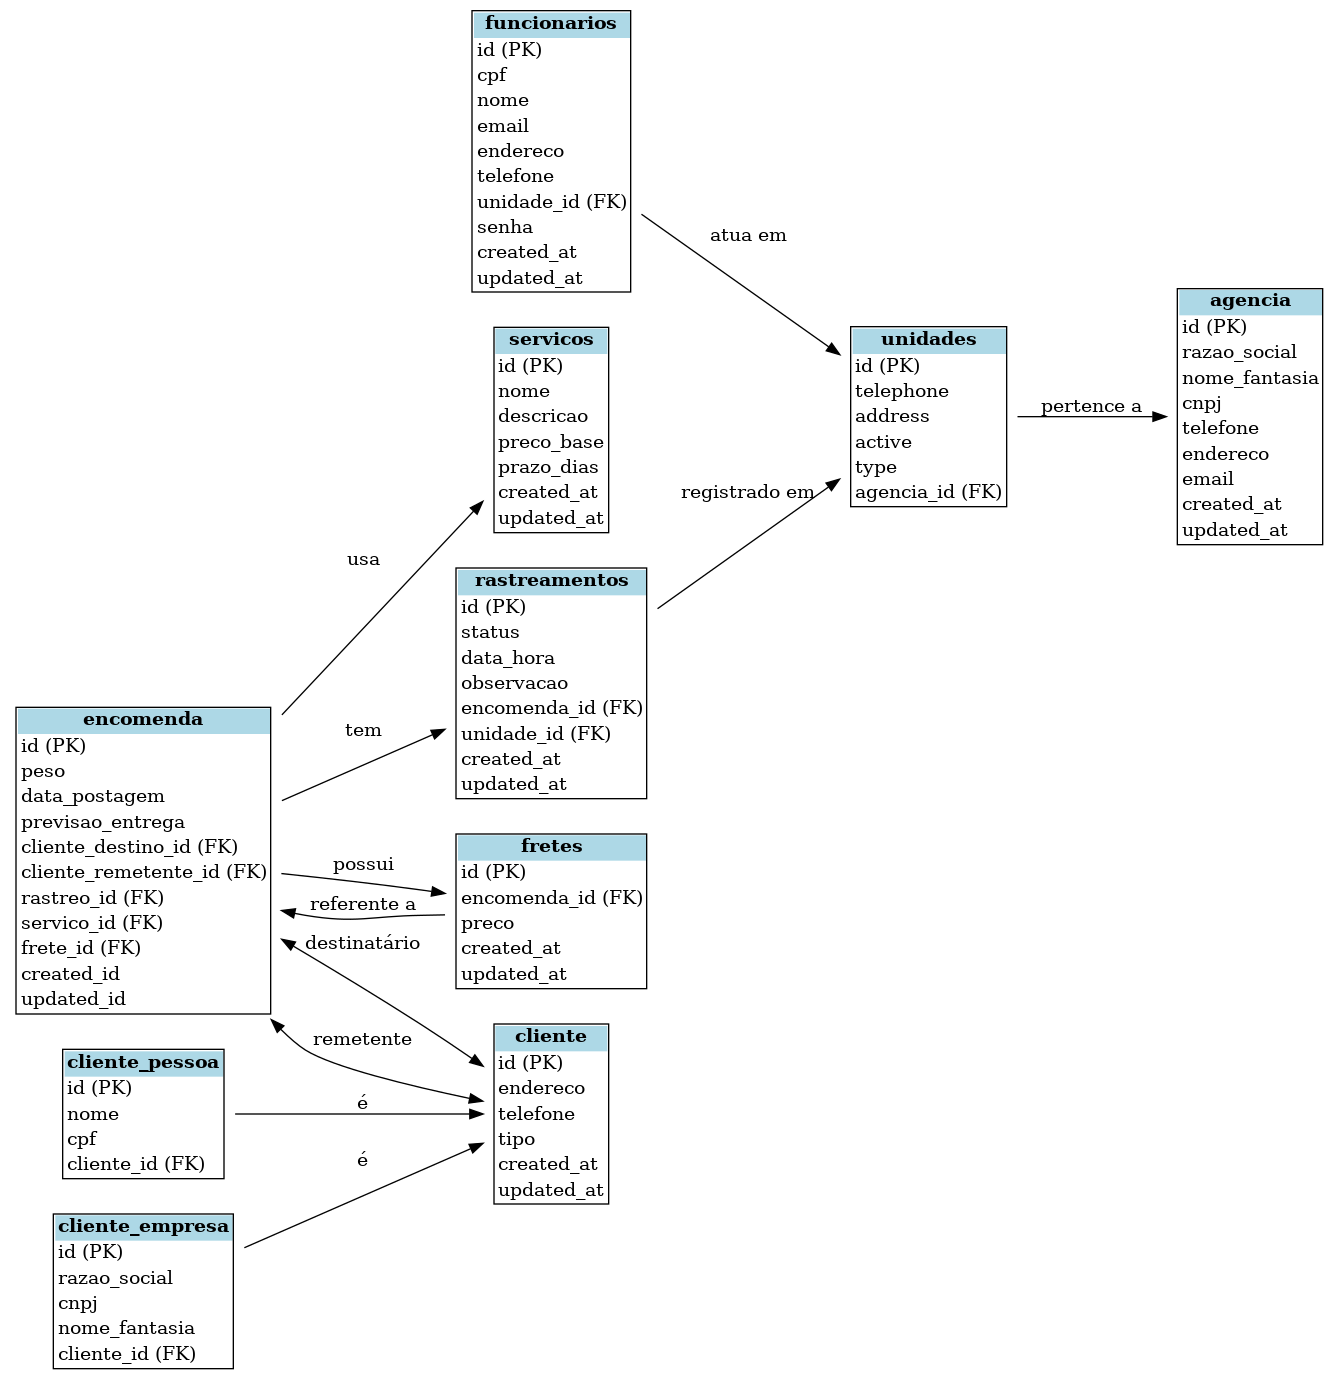 funcionarios
id (PK)
cpf
nome
email
endereco
telefone
unidade_id (FK)
senha
created_at
updated_at
atua em
servicos
id (PK)
nome
descricao
preco_base
prazo_dias
created_at
updated_at
unidades
id (PK)
telephone
address
active
type
agencia_id (FK)
pertence a
agencia
id (PK)
razao_social
nome_fantasia
cnpj
telefone
endereco
email
created_at
updated_at
registrado em
usa
rastreamentos
id (PK)
status
data_hora
observacao
encomenda_id (FK)
unidade_id (FK)
created_at
updated_at
tem
encomenda
id (PK)
peso
data_postagem
previsao_entrega
cliente_destino_id (FK)
cliente_remetente_id (FK)
rastreo_id (FK)
servico_id (FK)
frete_id (FK)
created_id
updated_id
possui
referente a
destinatário
remetente
fretes
id (PK)
encomenda_id (FK)
preco
created_at
updated_at
cliente
id (PK)
endereco
telefone
tipo
created_at
updated_at
cliente_pessoa
id (PK)
nome
cpf
cliente_id (FK)
é
é
cliente_empresa
id (PK)
razao_social
cnpj
nome_fantasia
cliente_id (FK)